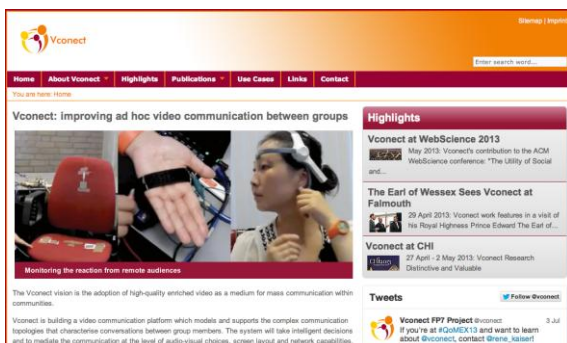 Sitemap | Imprint
Vconect
Enter search word...
Home About Vconect Highlights Publications Use Cases Links Contact
You are here: Home
Vconect: improving ad hoc video communication between groups
Monitoring the reaction from remote audiences
The Vconect vision is the adoption of high-quality enriched video as a medium for mass communication within
communities.
Vconect is building a video communication platform which models and supports the complex communication
topologies that characterise conversations between group members. The system will take intelligent decisions
and to mediate the communication at the level of audio-visual choices, screen layout and network capabilities.
Highlights
Vconect at WebScience 2013
May 2013: Vconect's contribution to the ACM
WebScience conference: "The Utility of Social
and...
The Earl of Wessex Sees Vconect at
Falmouth
29 April 2013: Vconect work features in a visit of
his Royal Highness Prince Edward The Earl of...
Vconect at CHI
27 April - 2 May 2013: Vconect Research
Distinctive and Valuable
Tweets
Follow @vconect
Vconect FP7 Project @vconect 3 Jul
If you're at #QoMEX13 and want to learn
about @vconect, contact @rene_kaiser!